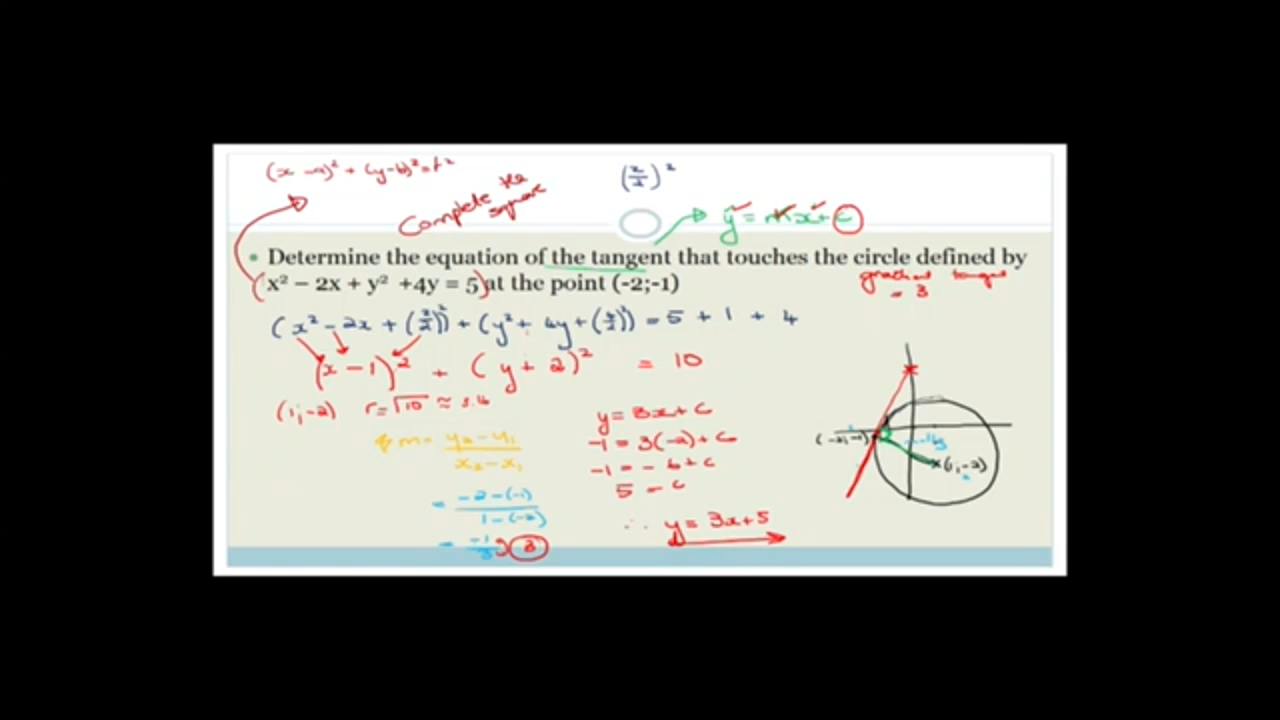 (x - a)² + (y-b)² = r²
Complete the square
(2/2)²
y = mx + c
• Determine the equation of the tangent that touches the circle defined by
x² – 2x + y² +4y = 5 at the point (-2;-1)
gradient tangent
= 3
(x² - 2x + (2/2)²) + (y² + 4y + (4/2)²) = 5 + 1 + 4
(x - 1)² + (y + 2)² = 10
(1;-2) r = √10 ≈ 3.16
m = y₂ - y₁ / x₂ - x₁
= -2-(-1) / 1-(-2)
= -1/3 3
y = 3x + c
-1 = 3(-2) + c
-1 = -6 + c
5 = c
∴ y = 3x + 5
(-2;-1)
x(1;-2)